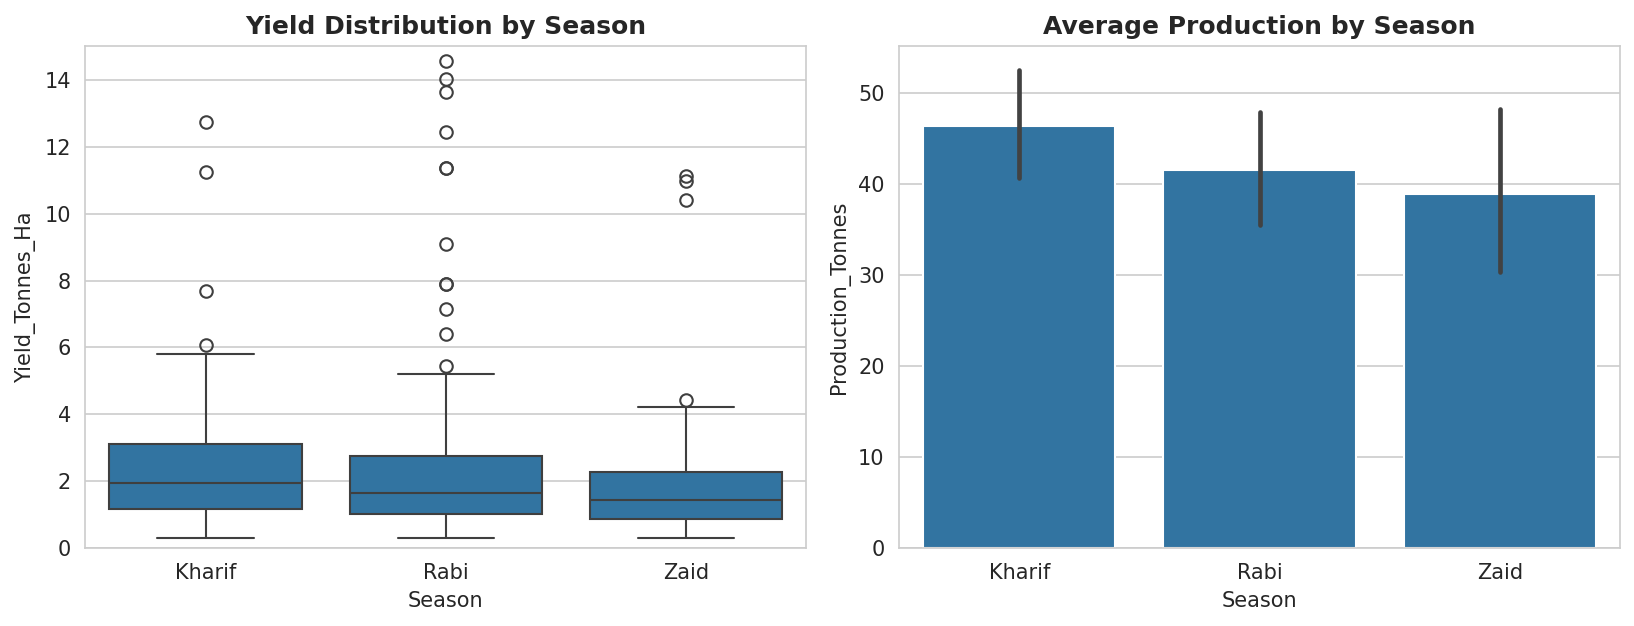 Yield Distribution by Season
14
12
10
8
6
4
2
0
Yield_Tonnes_Ha
Kharif
Rabi
Zaid
Season
Average Production by Season
50
40
30
20
10
0
Production_Tonnes
Kharif
Rabi
Zaid
Season